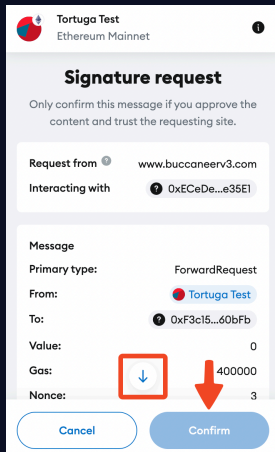 Tortuga Test
Ethereum Mainnet
Signature request
Only confirm this message if you approve the
content and trust the requesting site.
Request from www.buccaneerv3.com
Interacting with 0xECeDe...e35E1
Message
Primary type: ForwardRequest
From: Tortuga Test
To: 0xF3c15...60bFb
Value: 0
Gas: 400000
Nonce: 3
Cancel Confirm